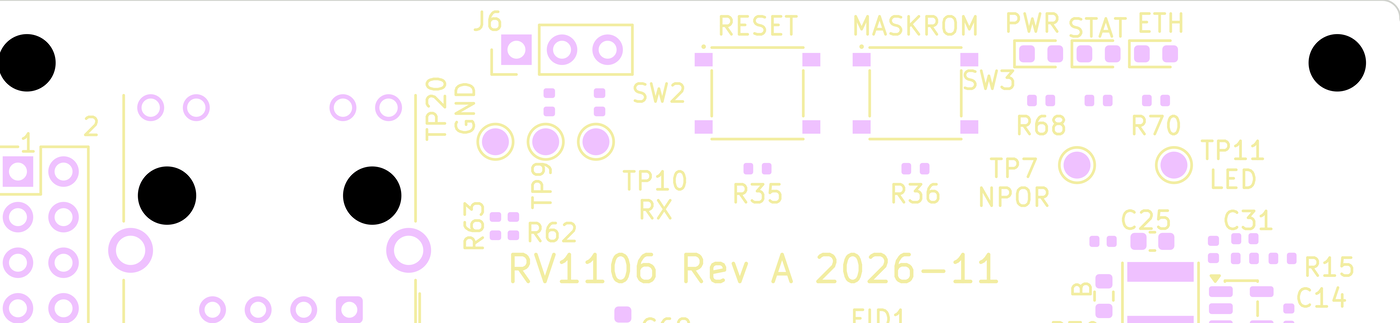 J6
RESET
MASKROM
PWR
STAT
ETH
TP20
GND
SW2
SW3
1
2
R68
R70
TP9
TP10
RX
R35
R36
TP7
NPOR
TP11
LED
R63
R62
C25
C31
RV1106 Rev A 2026-11
R15
C14
B
FID1